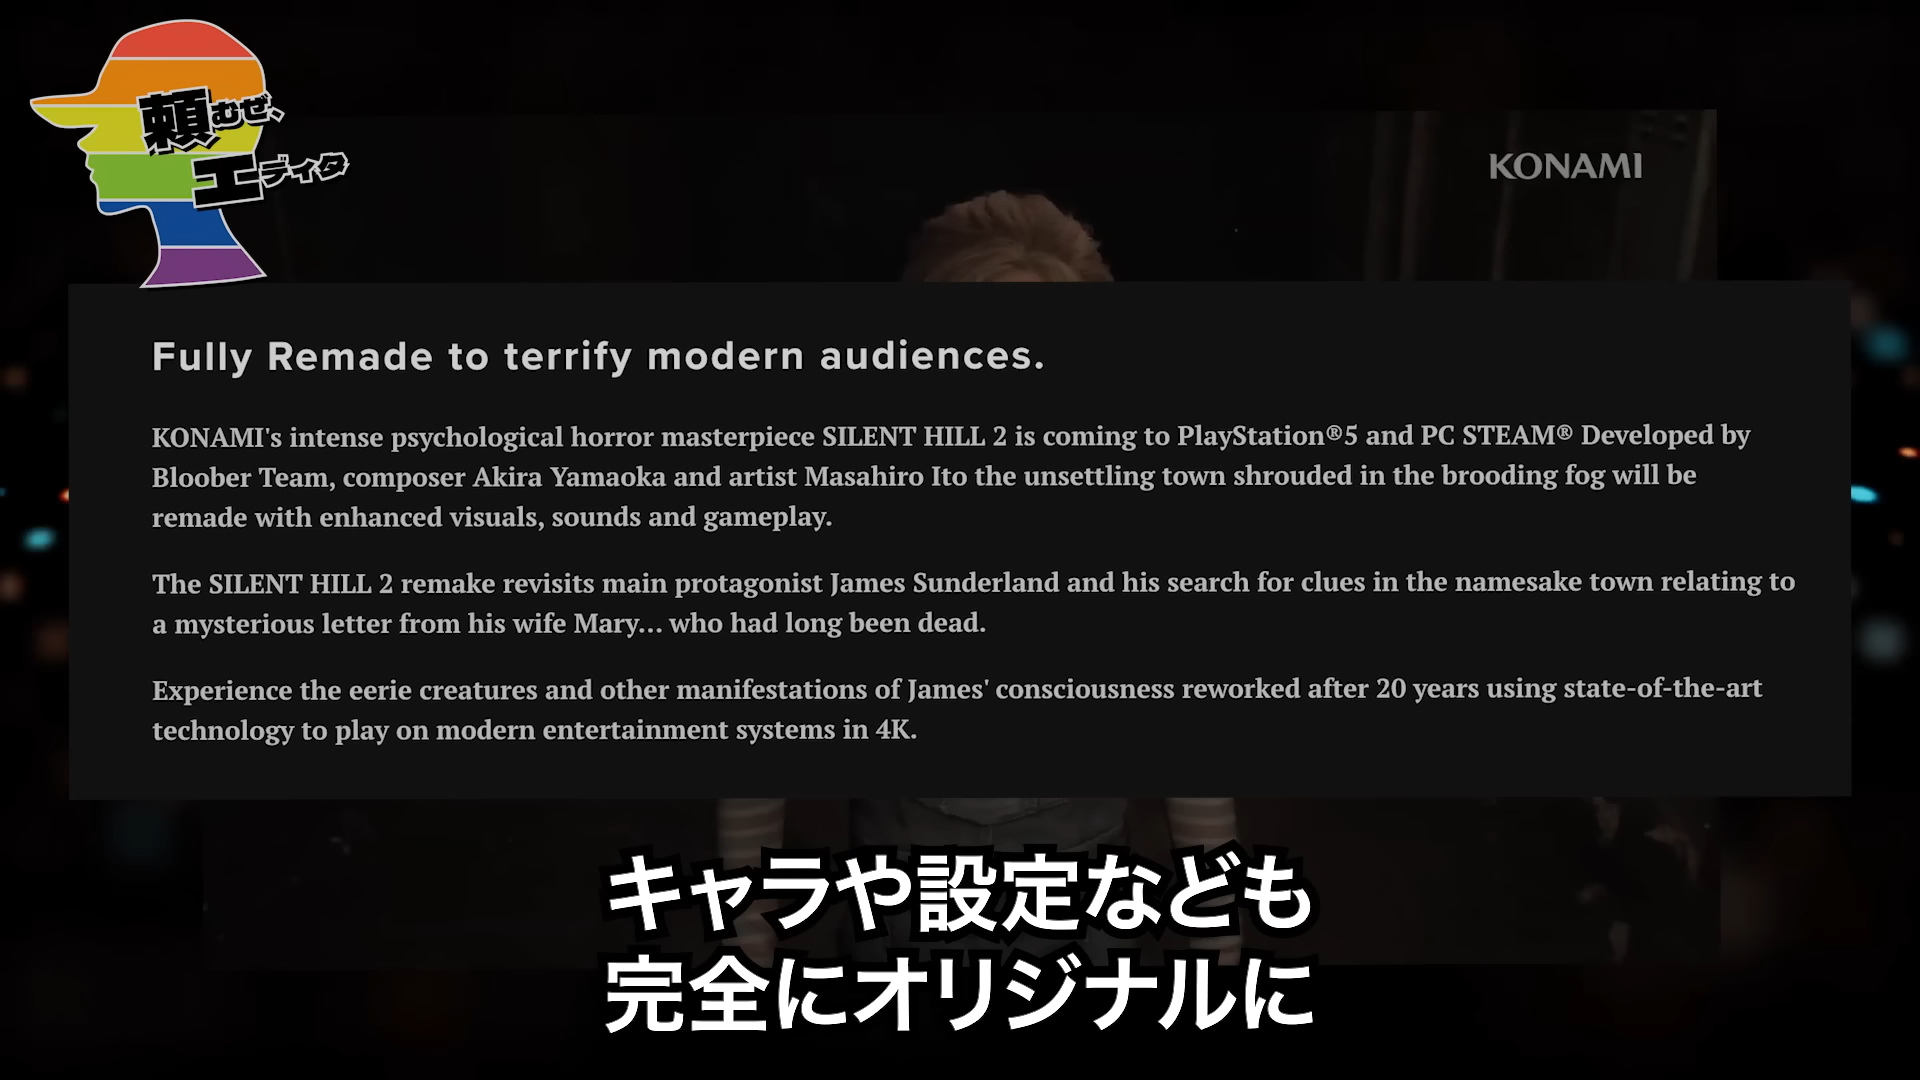 頼むぜ、
エディタ
KONAMI
Fully Remade to terrify modern audiences.
KONAMI's intense psychological horror masterpiece SILENT HILL 2 is coming to PlayStation®5 and PC STEAM® Developed by
Bloober Team, composer Akira Yamaoka and artist Masahiro Ito the unsettling town shrouded in the brooding fog will be
remade with enhanced visuals, sounds and gameplay.
The SILENT HILL 2 remake revisits main protagonist James Sunderland and his search for clues in the namesake town relating to
a mysterious letter from his wife Mary... who had long been dead.
Experience the eerie creatures and other manifestations of James' consciousness reworked after 20 years using state-of-the-art
technology to play on modern entertainment systems in 4K.
キャラや設定なども
完全にオリジナルに